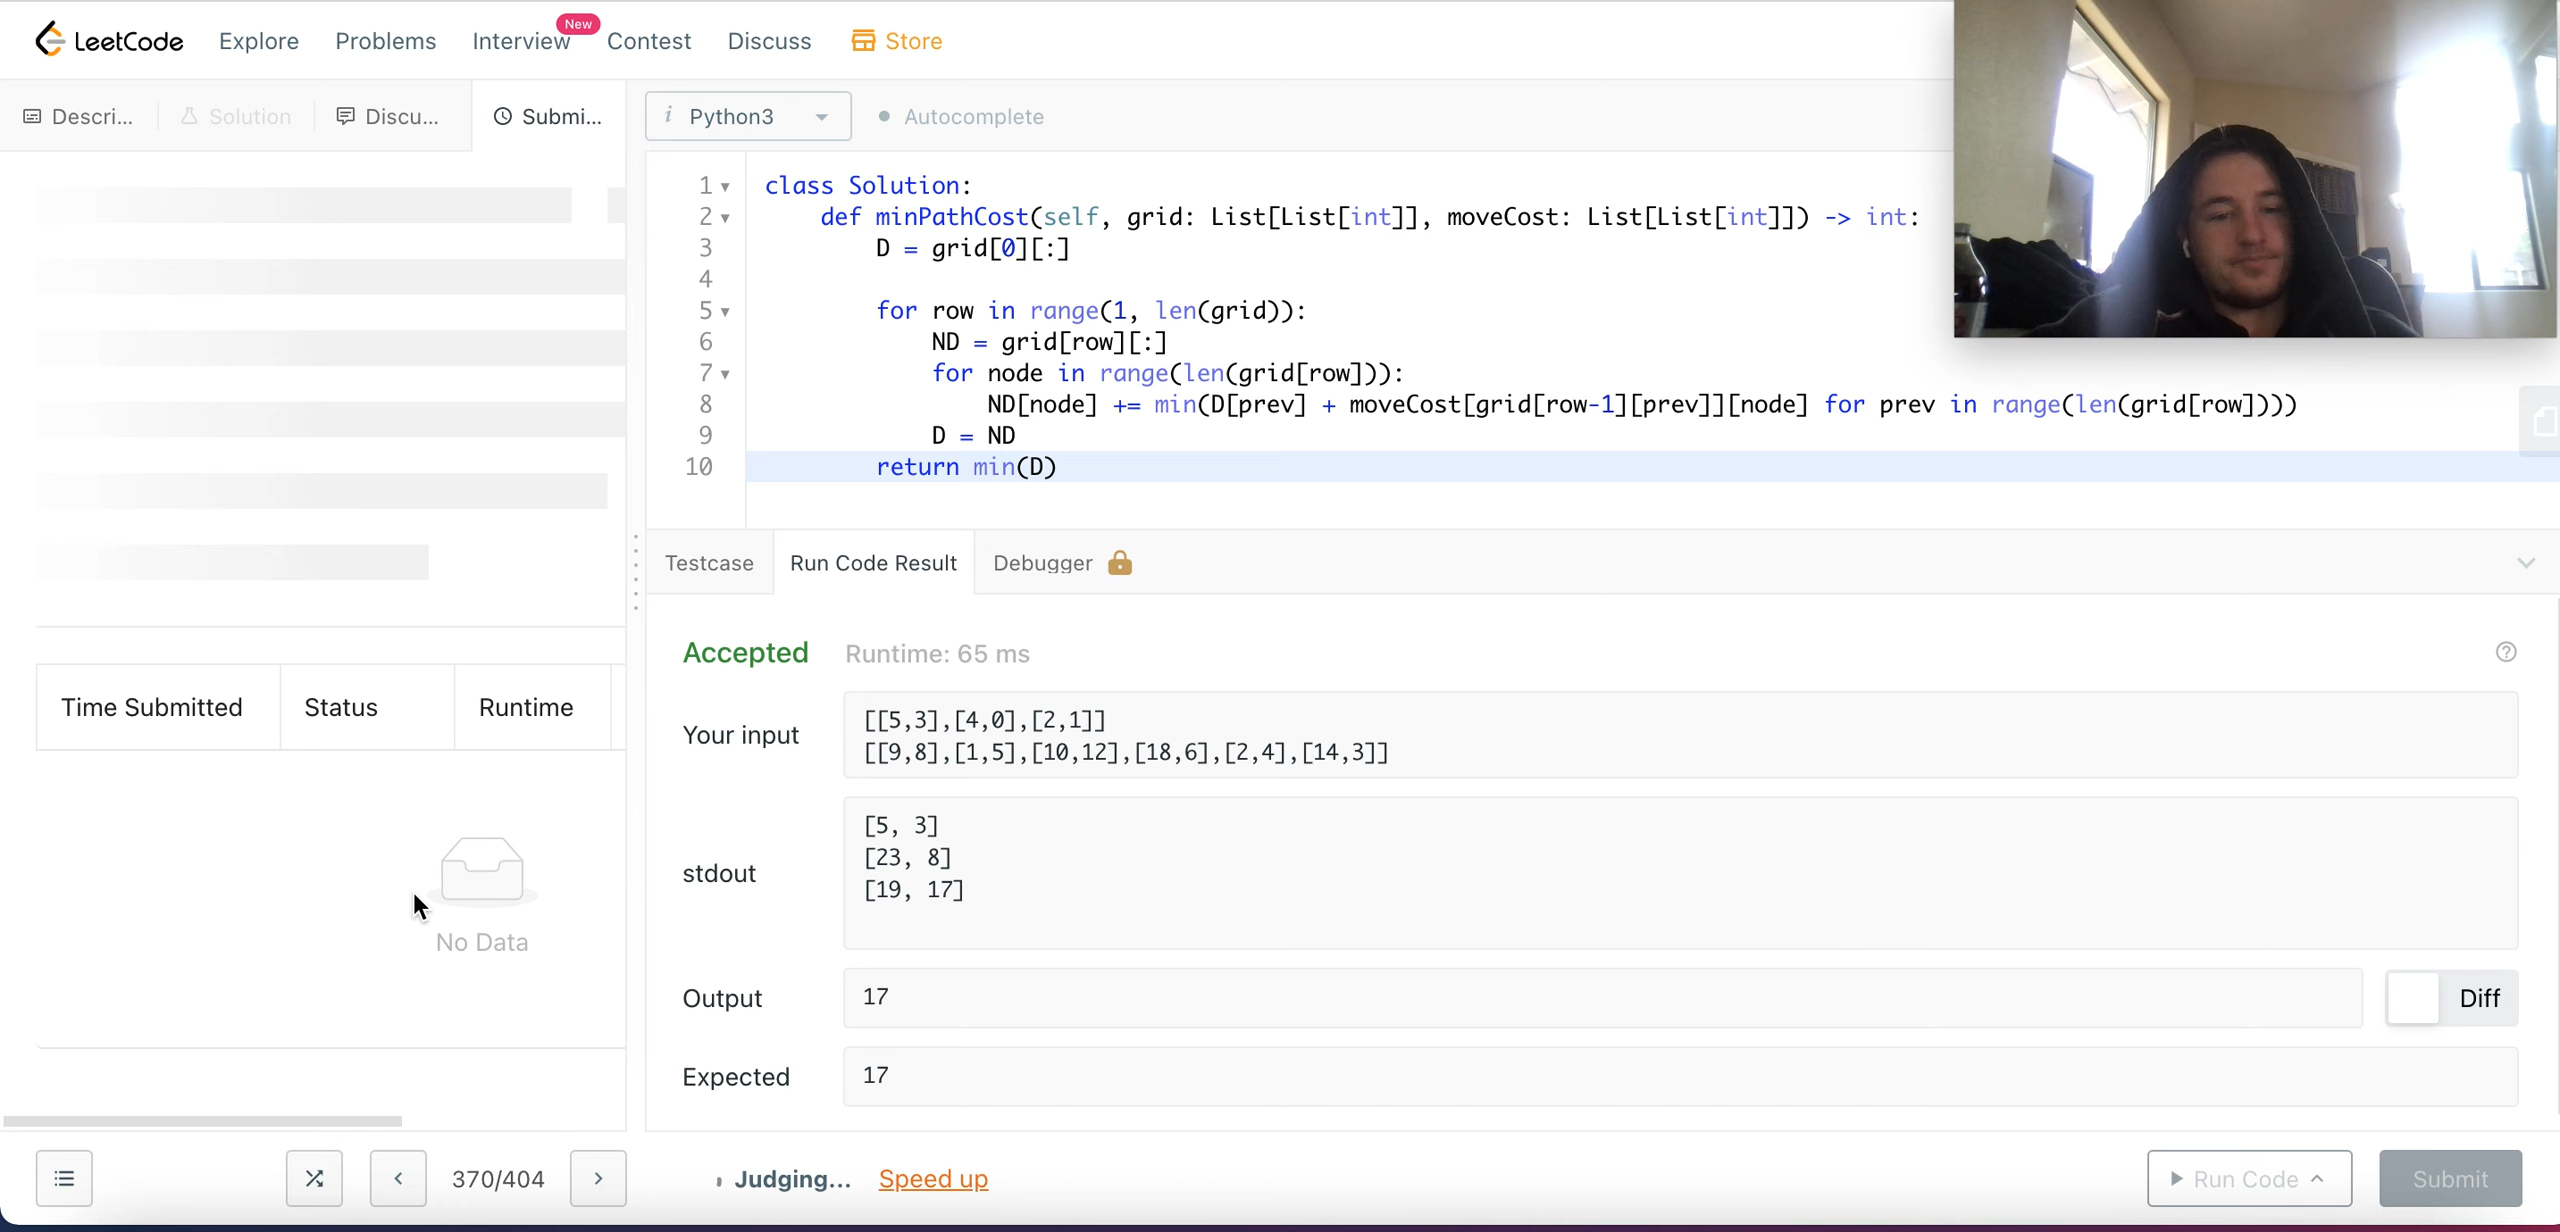 LeetCode
Explore
Problems
Interview
New
Contest
Discuss
Store
Descri...
Solution
Discu...
Submi...
i Python3
Autocomplete
1 class Solution:
2 def minPathCost(self, grid: List[List[int]], moveCost: List[List[int]]) -> int:
3 D = grid[0][:]
4
5 for row in range(1, len(grid)):
6 ND = grid[row][:]
7 for node in range(len(grid[row])):
8 ND[node] += min(D[prev] + moveCost[grid[row-1][prev]][node] for prev in range(len(grid[row])))
9 D = ND
10 return min(D)
Time Submitted
Status
Runtime
No Data
Testcase
Run Code Result
Debugger
Accepted
Runtime: 65 ms
Your input
[[5,3],[4,0],[2,1]]
[[9,8],[1,5],[10,12],[18,6],[2,4],[14,3]]
stdout
[5, 3]
[23, 8]
[19, 17]
Output
17
Diff
Expected
17
370/404
Judging...
Speed up
Run Code
Submit